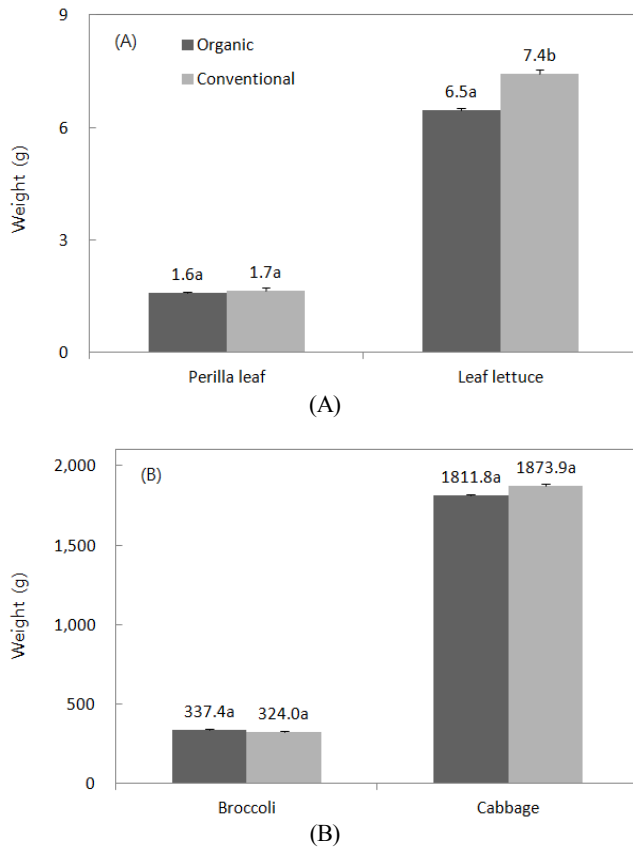 9
(A)
Organic
Conventional
7.4b
6.5a
6
Weight (g)
3
1.6a
1.7a
0
Perilla leaf
Leaf lettuce
(A)
2,000
(B)
1811.8a
1873.9a
1,500
Weight (g)
1,000
500
337.4a
324.0a
0
Broccoli
Cabbage
(B)